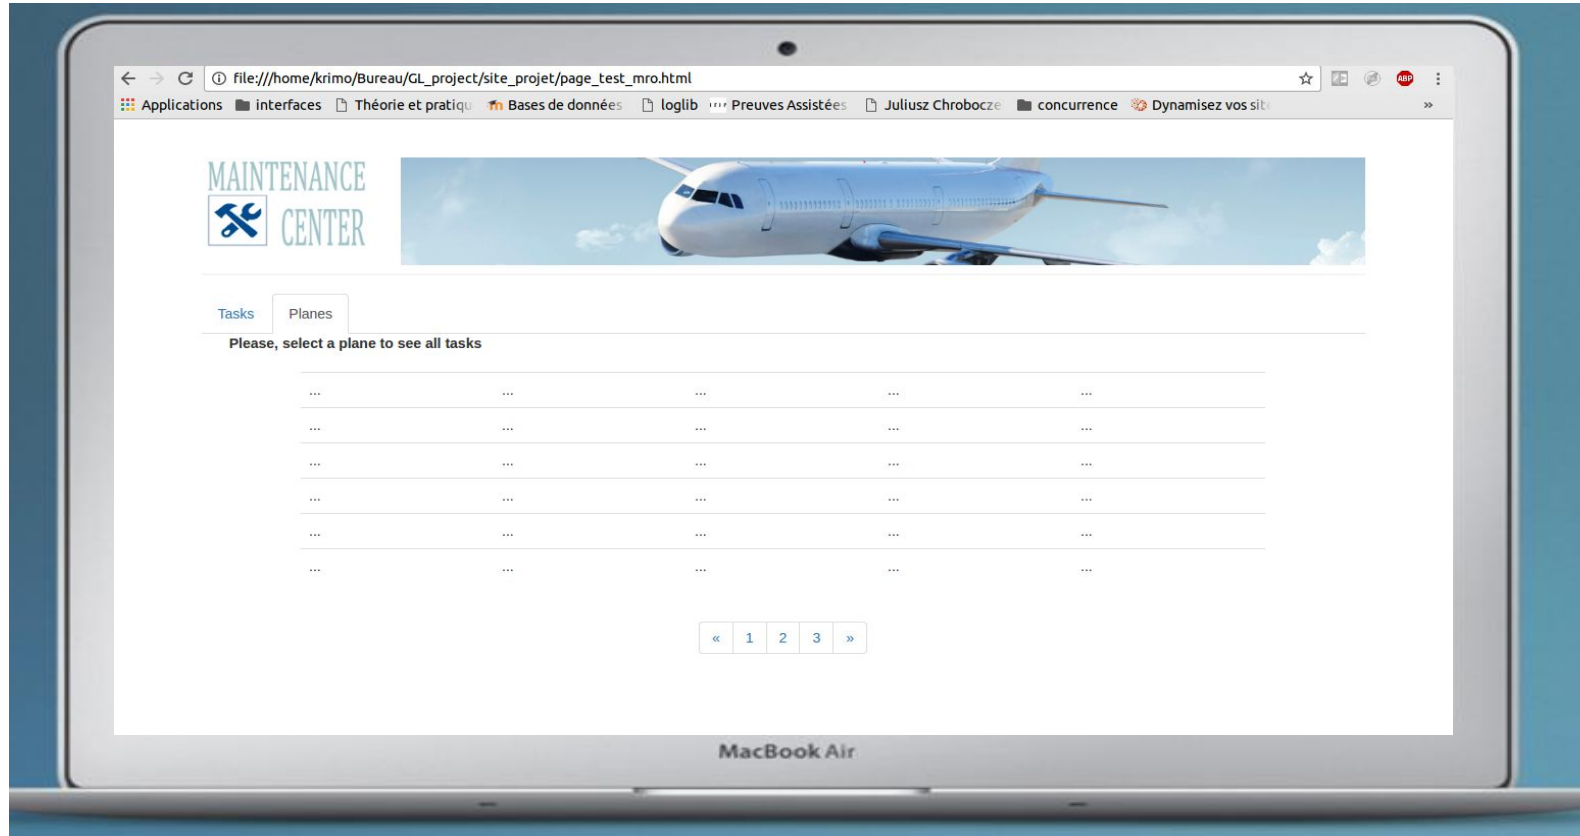 file:///home/krimo/Bureau/GL_project/site_projet/page_test_mro.html
ABP
Applications interfaces Théorie et pratiqu Bases de données loglib Preuves Assistées Juliusz Chrobocze concurrence Dynamisez vos sit »
MAINTENANCE
CENTER
Tasks Planes
Please, select a plane to see all tasks
... ... ... ... ...
... ... ... ... ...
... ... ... ... ...
... ... ... ... ...
... ... ... ... ...
... ... ... ... ...
« 1 2 3 »
MacBook Air